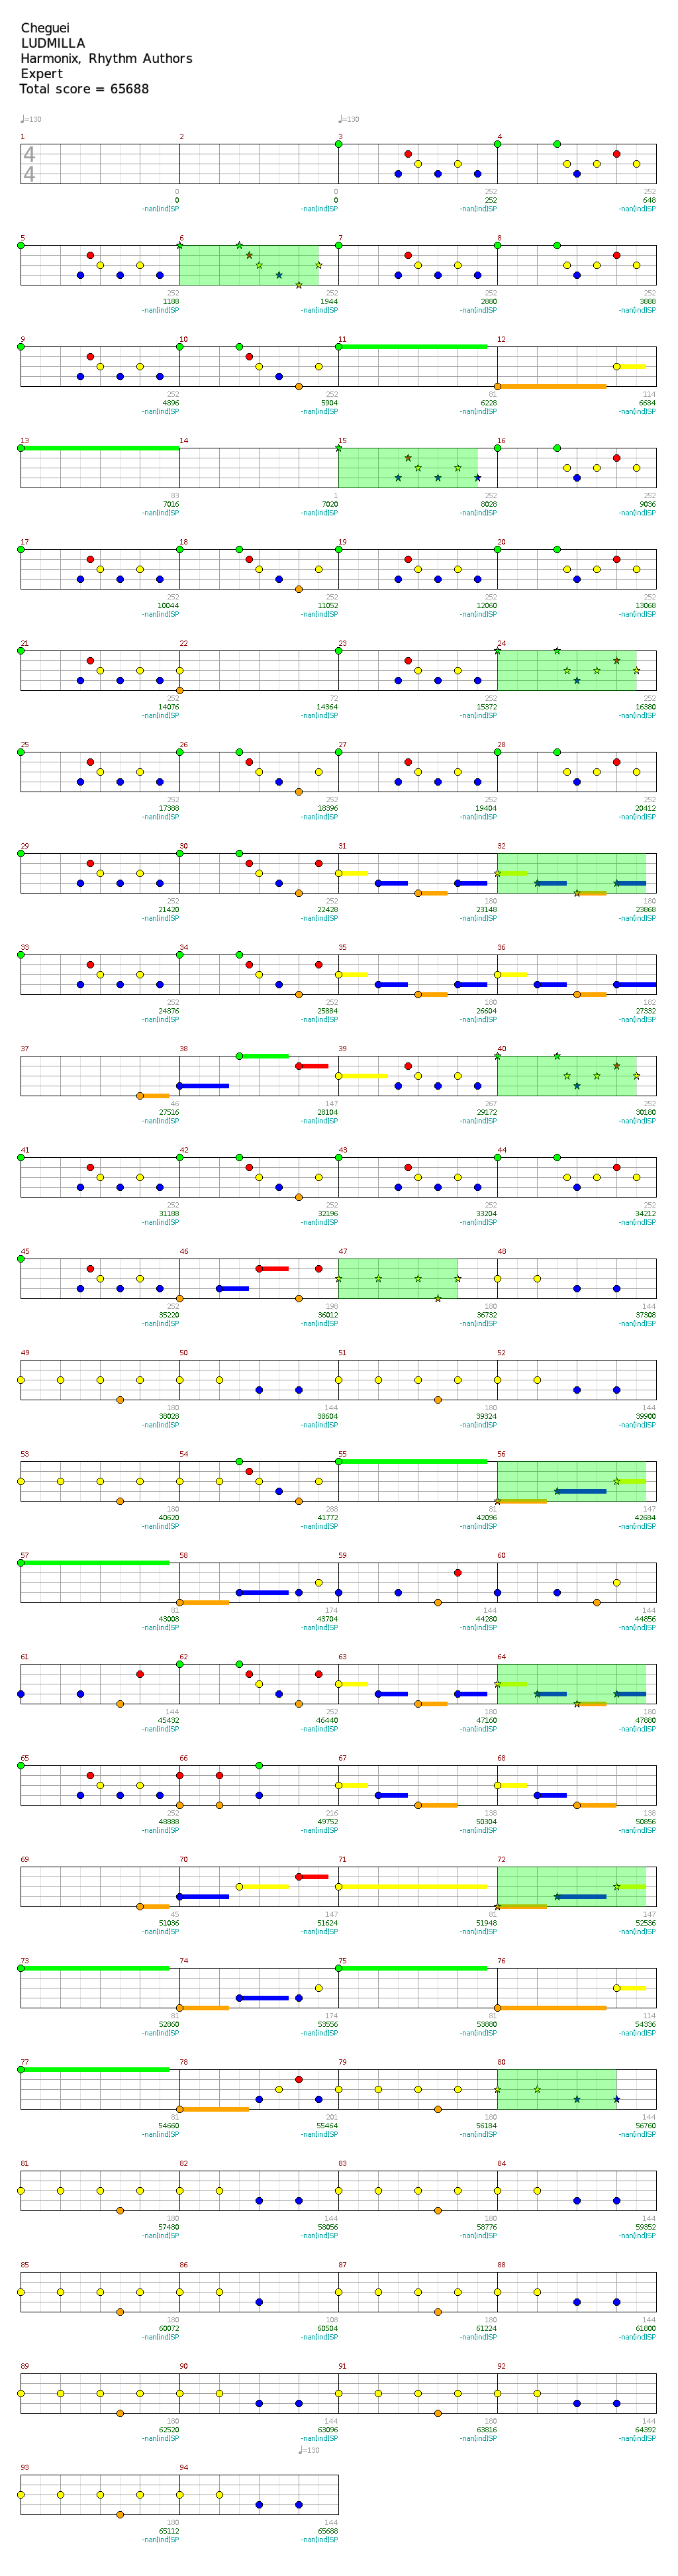 Cheguei
LUDMILLA
Harmonix, Rhythm Authors
Expert
Total score = 65688
♩=130 ♩=130
1 2 3 4
4
4
0 0 252 252
0 0 252 648
-nan[ind]SP -nan[ind]SP -nan[ind]SP -nan[ind]SP
5 6 7 8
252 252 252 252
1188 1944 2880 3888
-nan[ind]SP -nan[ind]SP -nan[ind]SP -nan[ind]SP
9 10 11 12
252 252 81 114
4896 5904 6228 6684
-nan[ind]SP -nan[ind]SP -nan[ind]SP -nan[ind]SP
13 14 15 16
83 1 252 252
7016 7020 8028 9036
-nan[ind]SP -nan[ind]SP -nan[ind]SP -nan[ind]SP
17 18 19 20
252 252 252 252
10044 11052 12060 13068
-nan[ind]SP -nan[ind]SP -nan[ind]SP -nan[ind]SP
21 22 23 24
252 72 252 252
14076 14364 15372 16380
-nan[ind]SP -nan[ind]SP -nan[ind]SP -nan[ind]SP
25 26 27 28
252 252 252 252
17388 18396 19404 20412
-nan[ind]SP -nan[ind]SP -nan[ind]SP -nan[ind]SP
29 30 31 32
252 252 180 180
21420 22428 23148 23868
-nan[ind]SP -nan[ind]SP -nan[ind]SP -nan[ind]SP
33 34 35 36
252 252 180 182
24876 25884 26604 27332
-nan[ind]SP -nan[ind]SP -nan[ind]SP -nan[ind]SP
37 38 39 40
46 147 267 252
27516 28104 29172 30180
-nan[ind]SP -nan[ind]SP -nan[ind]SP -nan[ind]SP
41 42 43 44
252 252 252 252
31188 32196 33204 34212
-nan[ind]SP -nan[ind]SP -nan[ind]SP -nan[ind]SP
45 46 47 48
252 198 180 144
35220 36012 36732 37308
-nan[ind]SP -nan[ind]SP -nan[ind]SP -nan[ind]SP
49 50 51 52
180 144 180 144
38028 38604 39324 39900
-nan[ind]SP -nan[ind]SP -nan[ind]SP -nan[ind]SP
53 54 55 56
180 288 81 147
40620 41772 42096 42684
-nan[ind]SP -nan[ind]SP -nan[ind]SP -nan[ind]SP
57 58 59 60
81 174 144 144
43008 43704 44280 44856
-nan[ind]SP -nan[ind]SP -nan[ind]SP -nan[ind]SP
61 62 63 64
144 252 180 180
45432 46440 47160 47880
-nan[ind]SP -nan[ind]SP -nan[ind]SP -nan[ind]SP
65 66 67 68
252 216 138 138
48888 49752 50304 50856
-nan[ind]SP -nan[ind]SP -nan[ind]SP -nan[ind]SP
69 70 71 72
45 147 81 147
51036 51624 51948 52536
-nan[ind]SP -nan[ind]SP -nan[ind]SP -nan[ind]SP
73 74 75 76
81 174 81 114
52860 53556 53880 54336
-nan[ind]SP -nan[ind]SP -nan[ind]SP -nan[ind]SP
77 78 79 80
81 201 180 144
54660 55464 56184 56760
-nan[ind]SP -nan[ind]SP -nan[ind]SP -nan[ind]SP
81 82 83 84
180 144 180 144
57480 58056 58776 59352
-nan[ind]SP -nan[ind]SP -nan[ind]SP -nan[ind]SP
85 86 87 88
180 108 180 144
60072 60504 61224 61800
-nan[ind]SP -nan[ind]SP -nan[ind]SP -nan[ind]SP
89 90 91 92
180 144 180 144
62520 63096 63816 64392
-nan[ind]SP -nan[ind]SP -nan[ind]SP -nan[ind]SP
♩=130
93 94
180 144
65112 65688
-nan[ind]SP -nan[ind]SP